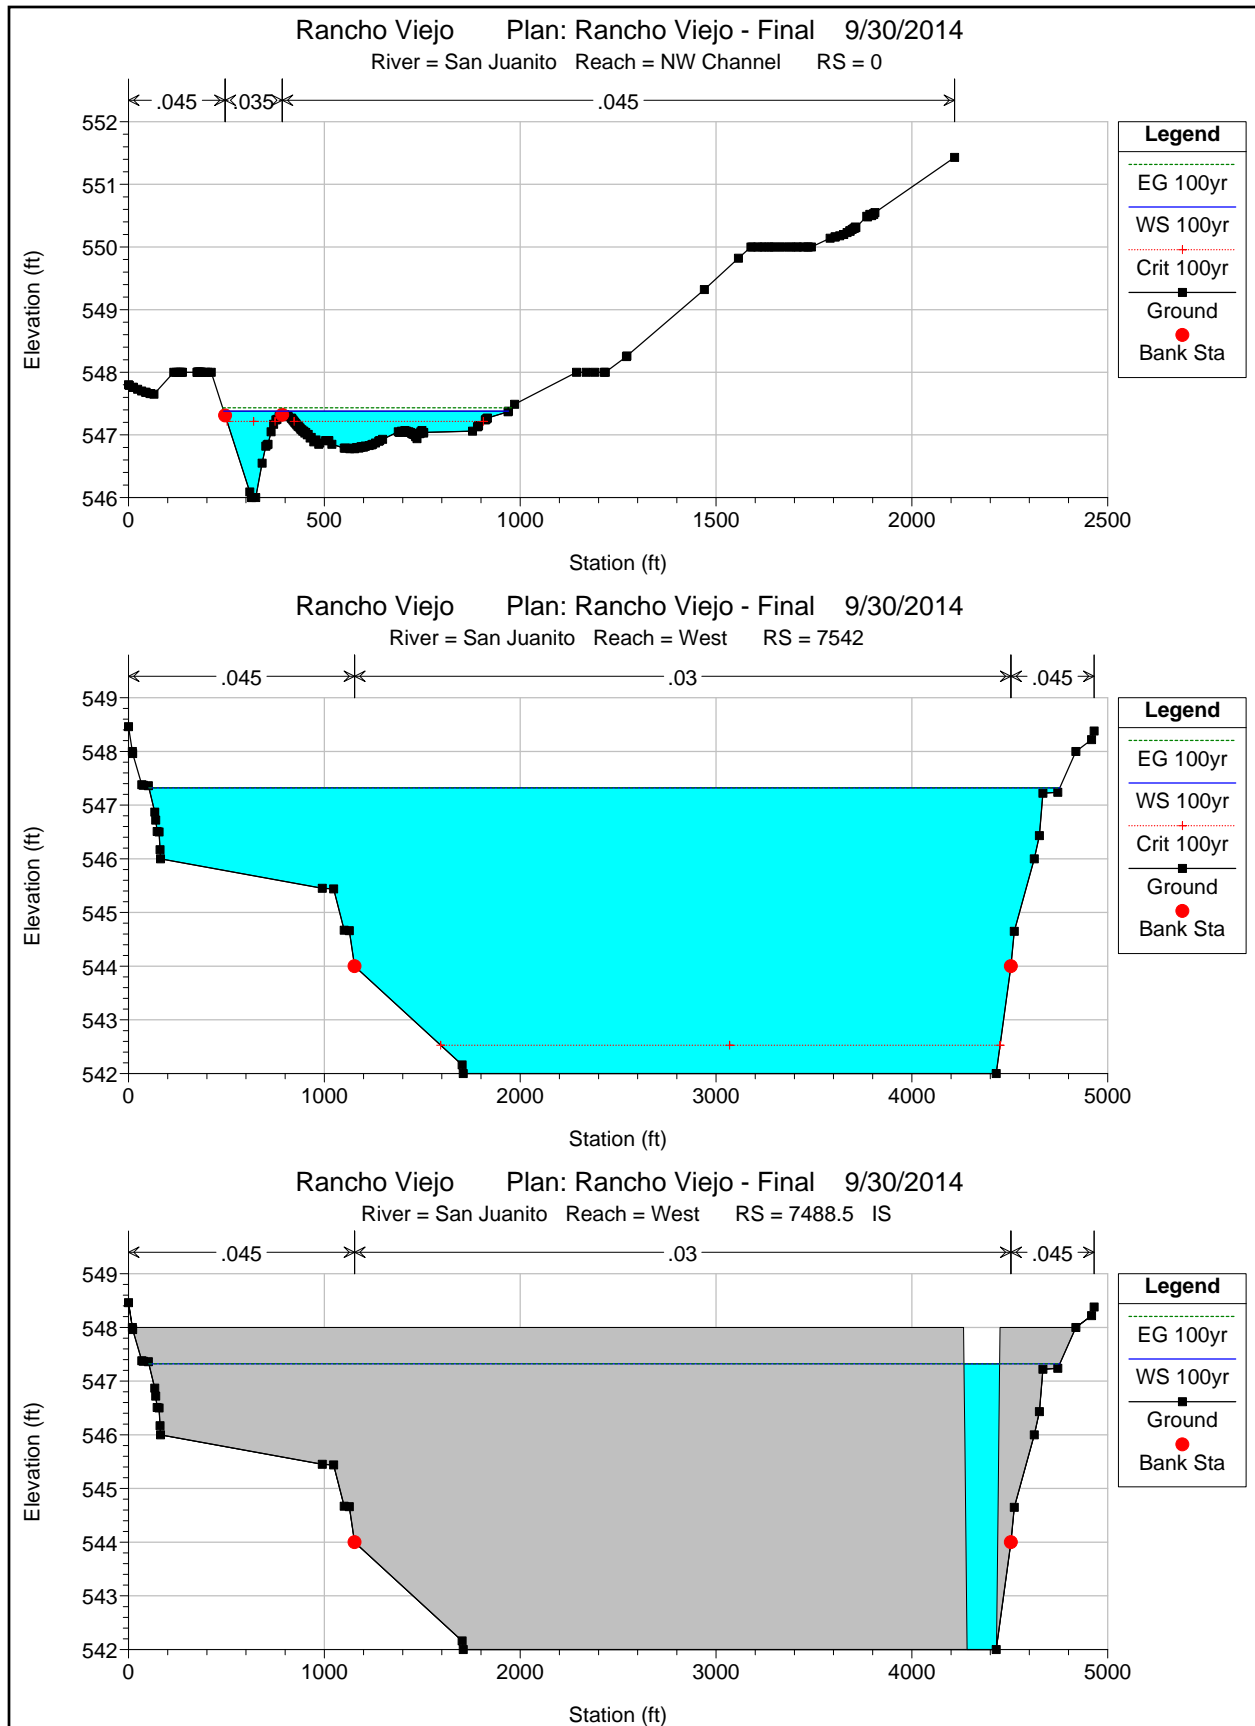 Rancho Viejo Plan: Rancho Viejo - Final 9/30/2014
River = San Juanito Reach = NW Channel RS = 0
.045 .035 .045
552
551
550
549
548
547
546
Elevation (ft)
0 500 1000 1500 2000 2500
Station (ft)
Legend
EG 100yr
WS 100yr
Crit 100yr
Ground
Bank Sta
Rancho Viejo Plan: Rancho Viejo - Final 9/30/2014
River = San Juanito Reach = West RS = 7542
.045 .03 .045
549
548
547
546
545
544
543
542
Elevation (ft)
0 1000 2000 3000 4000 5000
Station (ft)
Legend
EG 100yr
WS 100yr
Crit 100yr
Ground
Bank Sta
Rancho Viejo Plan: Rancho Viejo - Final 9/30/2014
River = San Juanito Reach = West RS = 7488.5 IS
.045 .03 .045
549
548
547
546
545
544
543
542
Elevation (ft)
0 1000 2000 3000 4000 5000
Station (ft)
Legend
EG 100yr
WS 100yr
Ground
Bank Sta